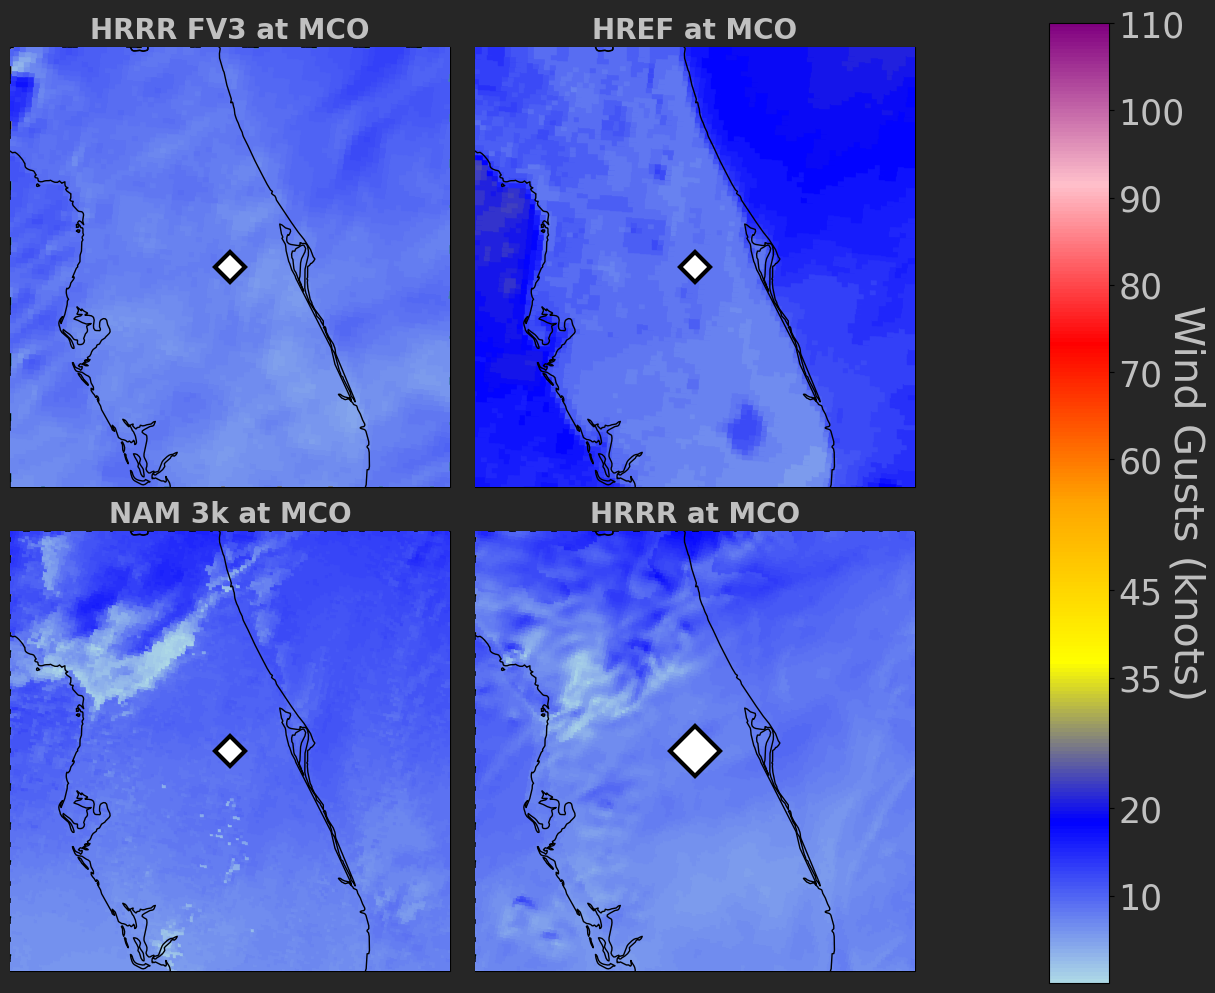 HRRR FV3 at MCO
HREF at MCO
NAM 3k at MCO
HRRR at MCO
110
100
90
80
70
60
45
35
20
10
Wind Gusts (knots)